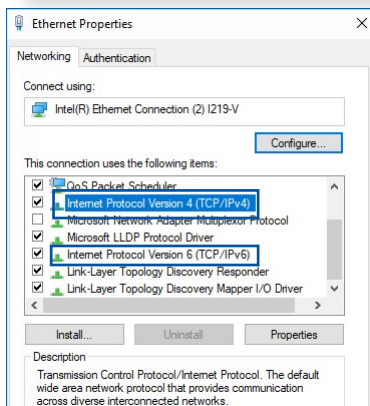 Ethernet Properties
Networking Authentication
Connect using:
Intel(R) Ethernet Connection (2) I219-V
Configure...
This connection uses the following items:
QoS Packet Scheduler
Internet Protocol Version 4 (TCP/IPv4)
Microsoft Network Adapter Multiplexor Protocol
Microsoft LLDP Protocol Driver
Internet Protocol Version 6 (TCP/IPv6)
Link-Layer Topology Discovery Responder
Link-Layer Topology Discovery Mapper I/O Driver
Install... Uninstall Properties
Description
Transmission Control Protocol/Internet Protocol. The default
wide area network protocol that provides communication
across diverse interconnected networks.